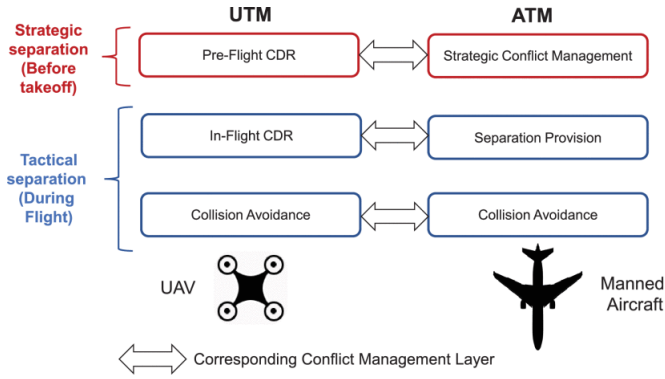 UTM
ATM
Strategic
separation
(Before
takeoff)
Pre-Flight CDR
Strategic Conflict Management
Tactical
separation
(During
Flight)
In-Flight CDR
Separation Provision
Collision Avoidance
Collision Avoidance
UAV
Manned
Aircraft
Corresponding Conflict Management Layer